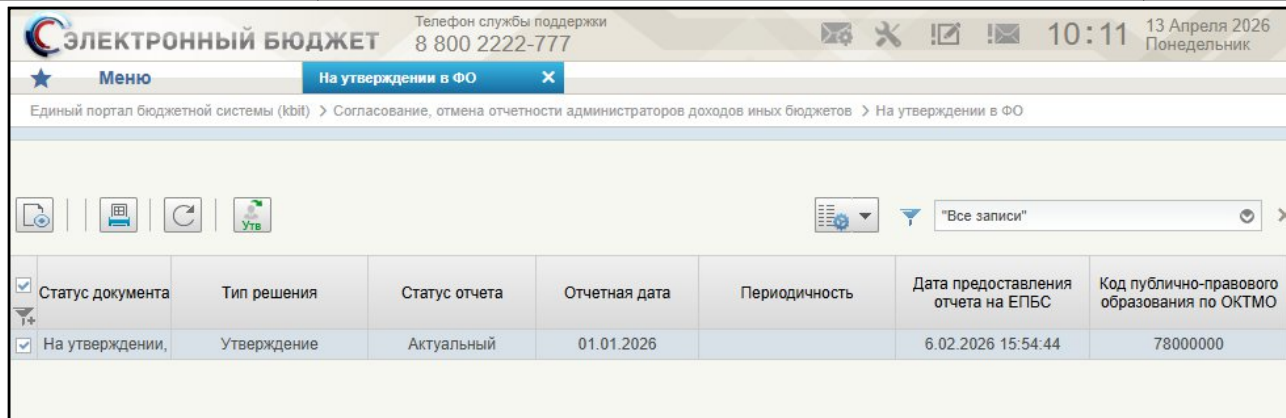 ЭЛЕКТРОННЫЙ БЮДЖЕТ
Телефон службы поддержки
8 800 2222-777
10:11
13 Апреля 2026
Понедельник
Меню
На утверждении в ФО
Единый портал бюджетной системы (kbit) > Согласование, отмена отчетности администраторов доходов иных бюджетов > На утверждении в ФО
Утв
"Все записи"
Статус документа Тип решения Статус отчета Отчетная дата Периодичность Дата предоставления отчета на ЕПБС Код публично-правового образования по ОКТМО
На утверждении, Утверждение Актуальный 01.01.2026 6.02.2026 15:54:44 78000000